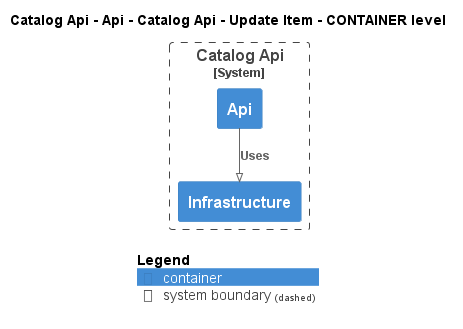 Catalog Api - Api - Catalog Api - Update Item - CONTAINER level
Catalog Api
[System]
Api
Uses
Infrastructure
Legend
container
system boundary (dashed)